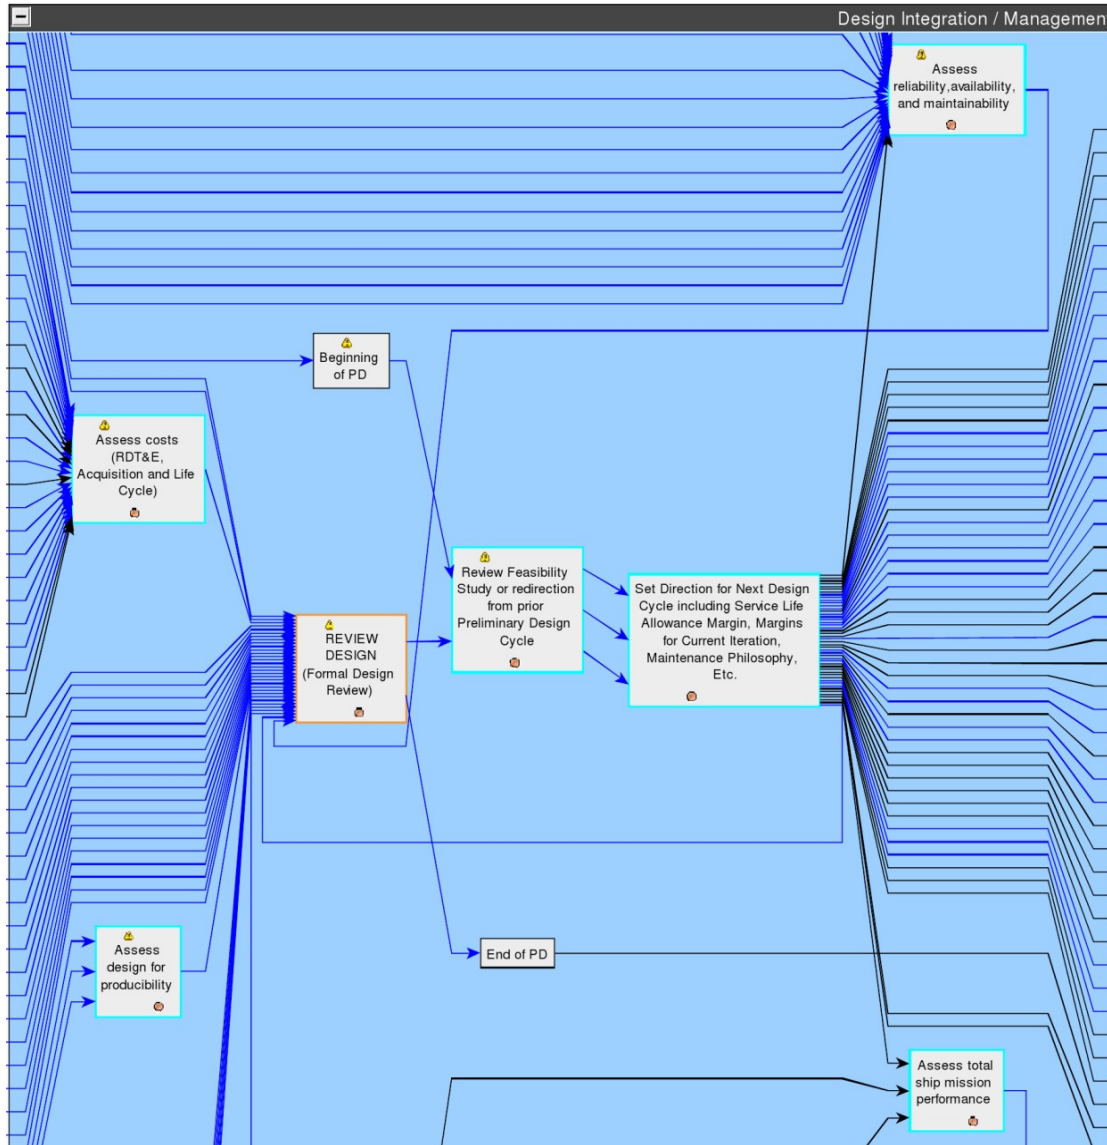 Design Integration / Managemen
Assess
reliability,availability,
and maintainability
Beginning
of PD
Assess costs
(RDT&E,
Acquisition and Life
Cycle)
Review Feasibility
Study or redirection
from prior
Preliminary Design
Cycle
Set Direction for Next Design
Cycle including Service Life
Allowance Margin, Margins
for Current Iteration,
Maintenance Philosophy,
Etc.
REVIEW
DESIGN
(Formal Design
Review)
Assess
design for
producibility
End of PD
Assess total
ship mission
performance